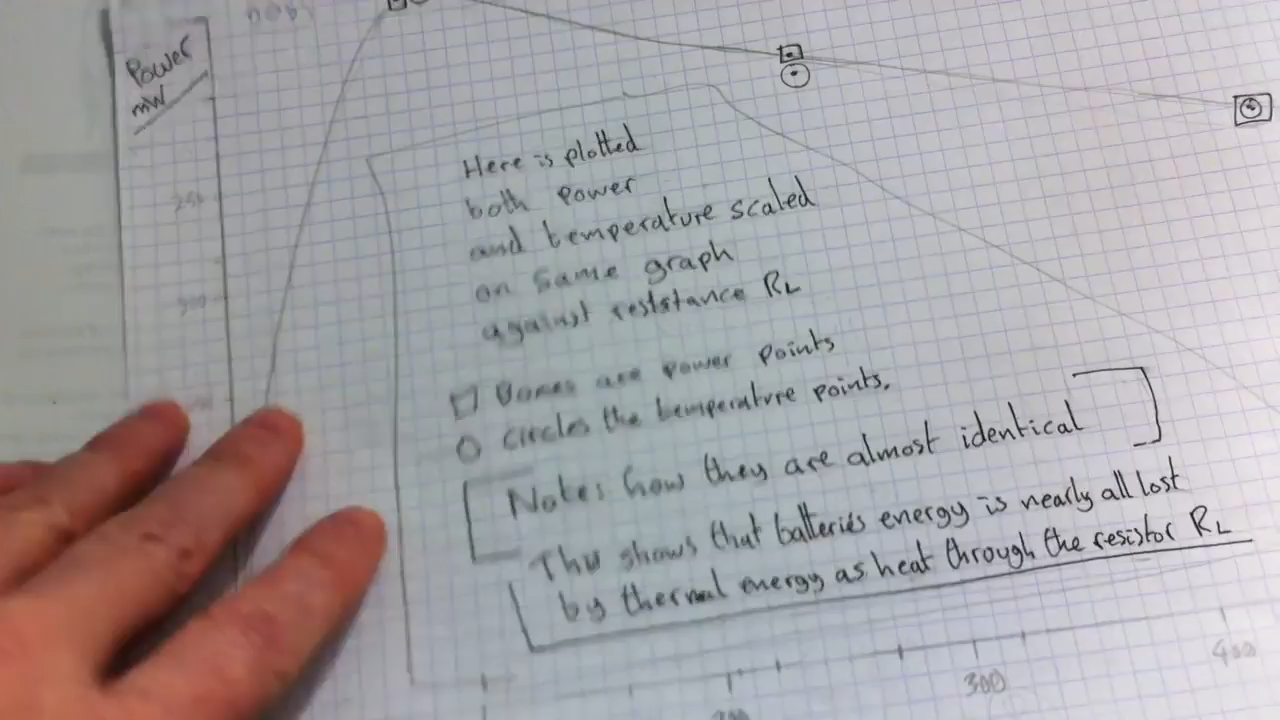 400
Power
mW
250
Here is plotted
both power
and temperature scaled
on same graph
against resistance RL
Boxes are power points
circles the temperature points.
Notes how they are almost identical
This shows that batteries energy is nearly all lost
by thermal energy as heat through the resistor RL
300
400